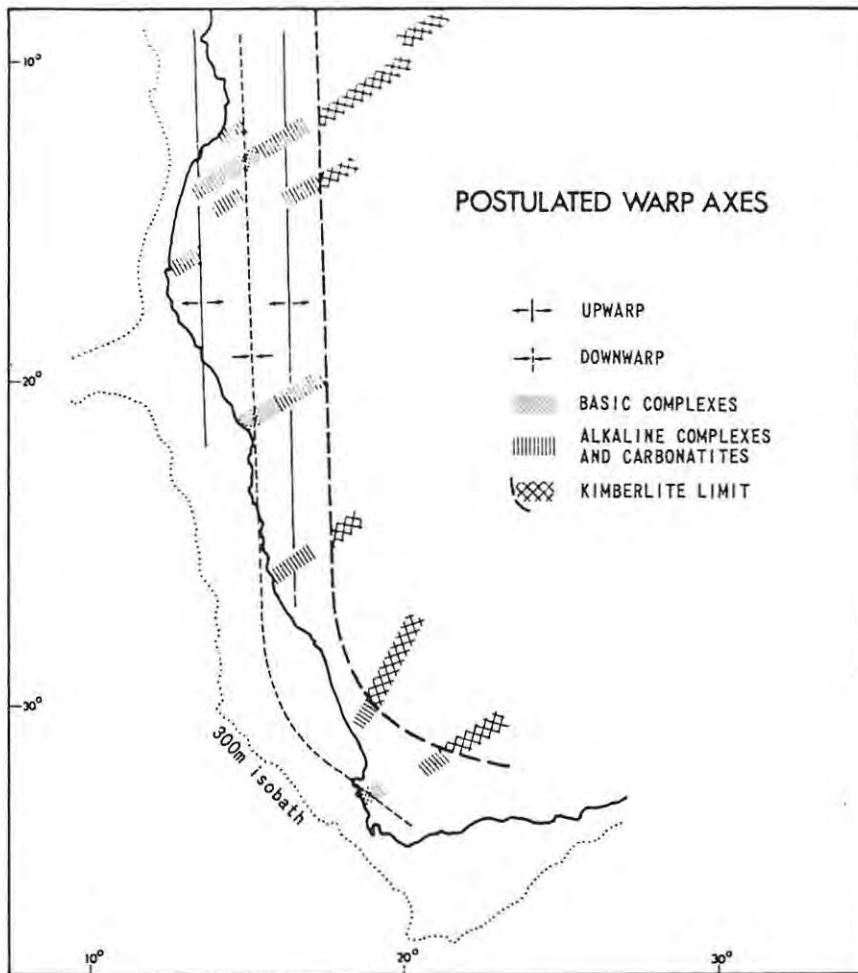 10°
POSTULATED WARP AXES
UPWARP
DOWNWARP
20°
BASIC COMPLEXES
ALKALINE COMPLEXES
AND CARBONATITES
KIMBERLITE LIMIT
30°
300m isobath
10°
20°
30°